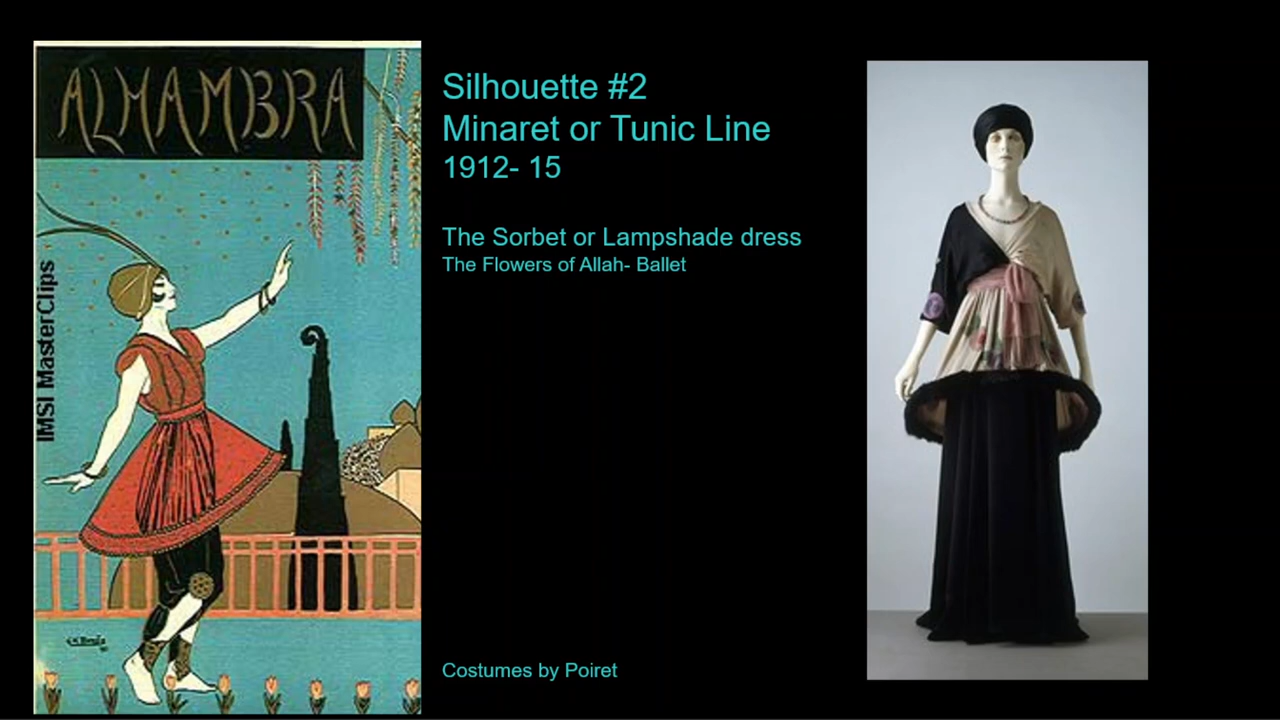 ALHAMBRA
IMSI MasterClips
Silhouette #2
Minaret or Tunic Line
1912- 15
The Sorbet or Lampshade dress
The Flowers of Allah- Ballet
Costumes by Poiret